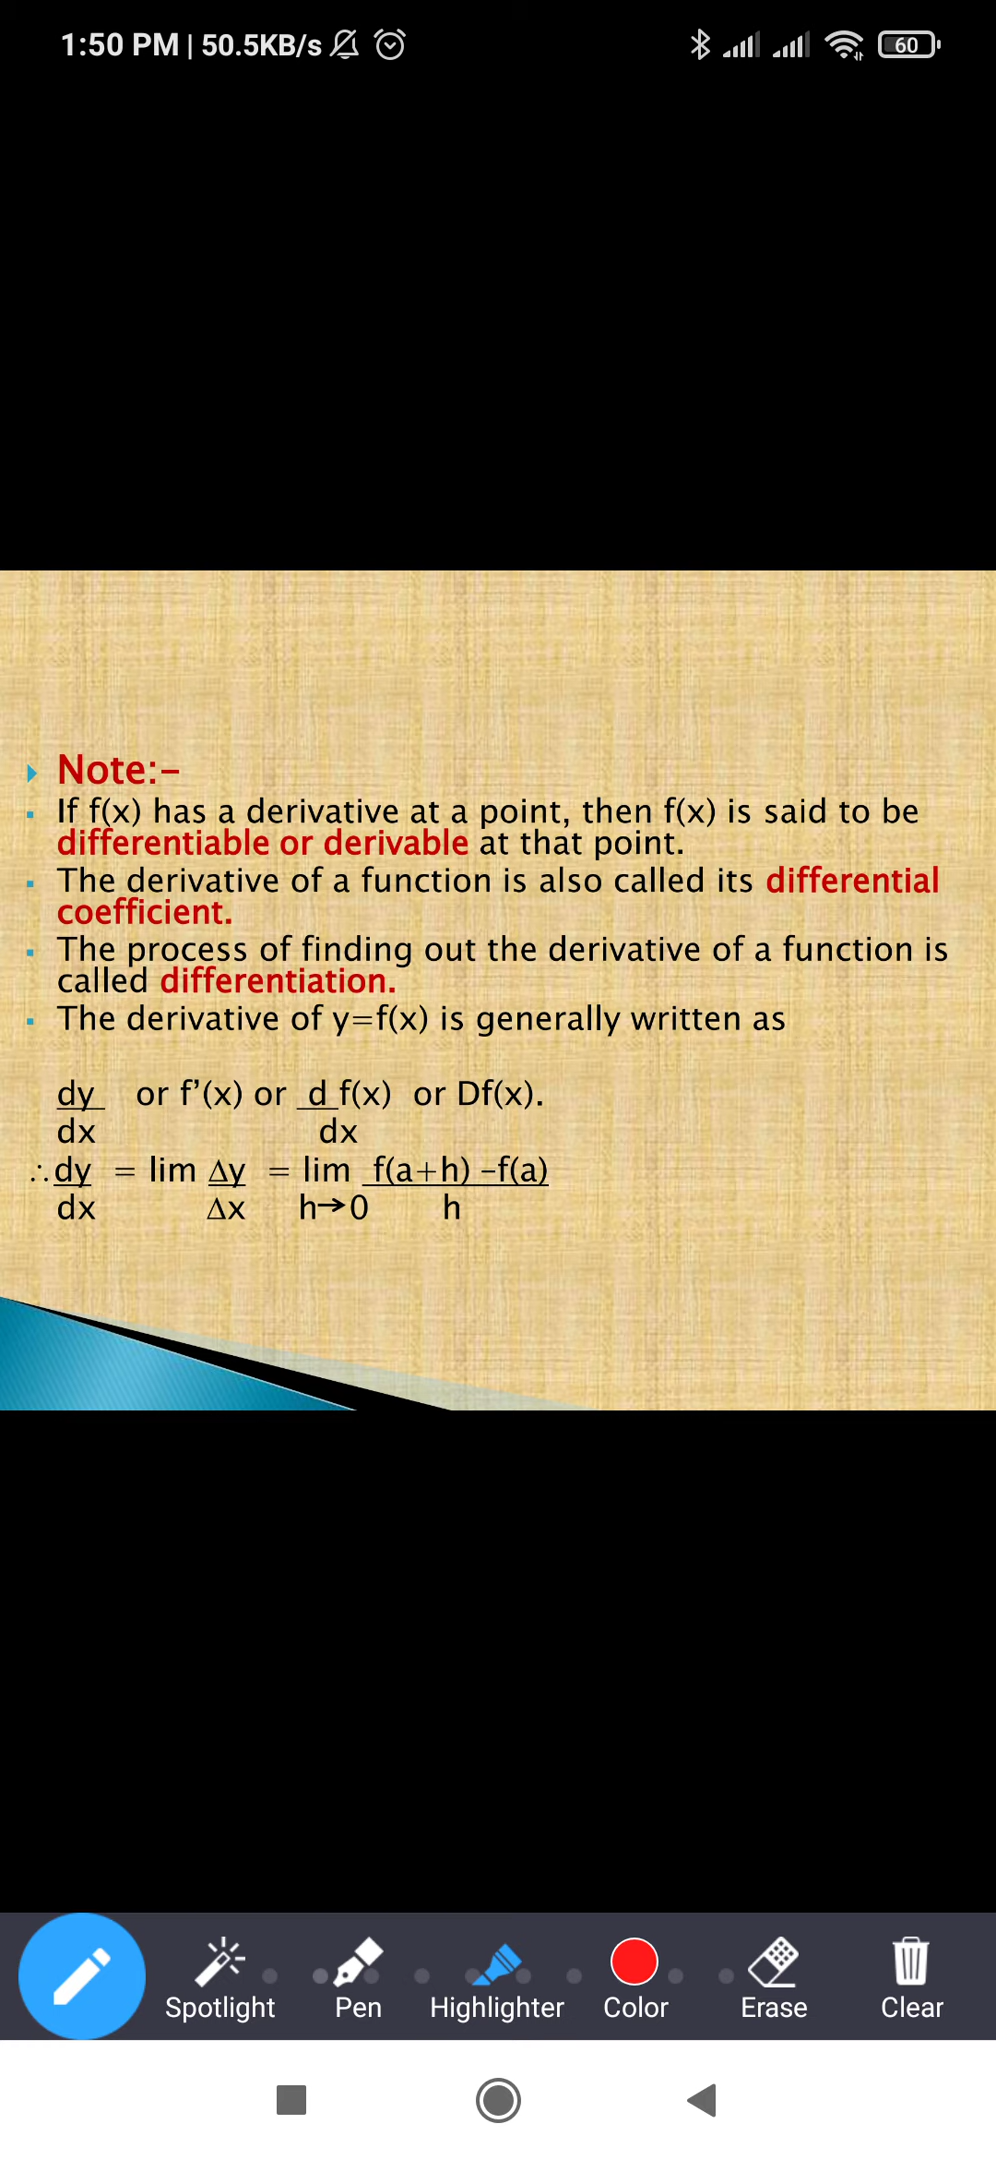 1:50 PM | 50.5KB/s
60
Note:-
If f(x) has a derivative at a point, then f(x) is said to be
differentiable or derivable at that point.
The derivative of a function is also called its differential
coefficient.
The process of finding out the derivative of a function is
called differentiation.
The derivative of y=f(x) is generally written as
dy or f’(x) or d f(x) or Df(x).
dx dx
∴dy = lim Δy = lim f(a+h) –f(a)
dx Δx h→0 h
Spotlight Pen Highlighter Color Erase Clear